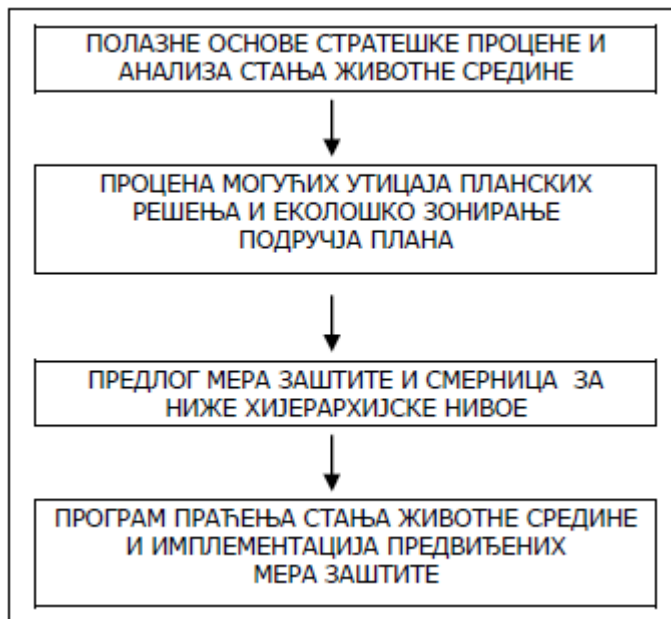 ПОЛАЗНЕ ОСНОВЕ СТРАТЕШКЕ ПРОЦЕНЕ И
АНАЛИЗА СТАЊА ЖИВОТНЕ СРЕДИНЕ
ПРОЦЕНА МОГУЋИХ УТИЦАЈА ПЛАНСКИХ
РЕШЕЊА И ЕКОЛОШКО ЗОНИРАЊЕ
ПОДРУЧЈА ПЛАНА
ПРЕДЛОГ МЕРА ЗАШТИТЕ И СМЕРНИЦА ЗА
НИЖЕ ХИЈЕРАРХИЈСКЕ НИВОЕ
ПРОГРАМ ПРАЋЕЊА СТАЊА ЖИВОТНЕ СРЕДИНЕ
И ИМПЛЕМЕНТАЦИЈА ПРЕДВИЂЕНИХ
МЕРА ЗАШТИТЕ